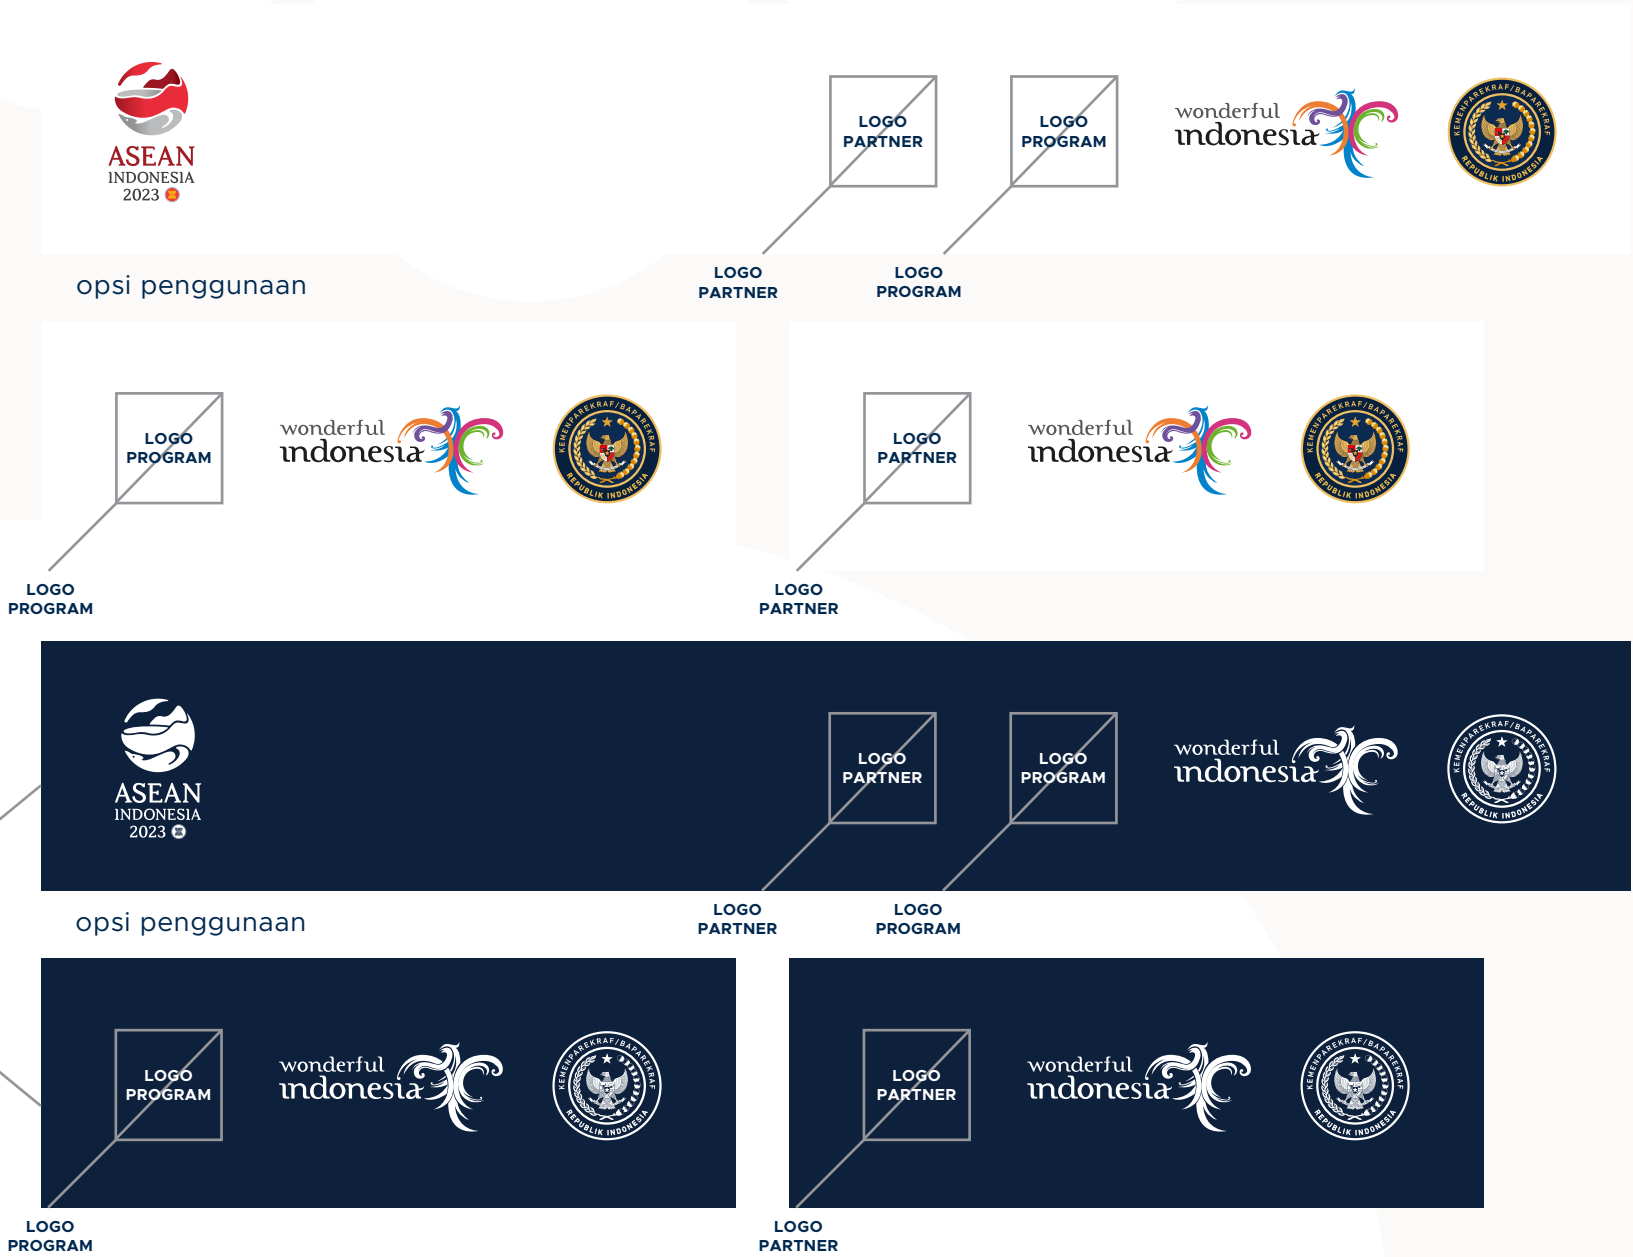 ASEAN
INDONESIA
2023
LOGO
PARTNER
LOGO
PROGRAM
wonderful
indonesia
KEMENPAREKRAF/BAPAREKRAF
REPUBLIK INDONESIA
LOGO
PARTNER
LOGO
PROGRAM
opsi penggunaan
LOGO
PROGRAM
wonderful
indonesia
KEMENPAREKRAF/BAPAREKRAF
REPUBLIK INDONESIA
LOGO
PROGRAM
LOGO
PARTNER
wonderful
indonesia
KEMENPAREKRAF/BAPAREKRAF
REPUBLIK INDONESIA
LOGO
PARTNER
ASEAN
INDONESIA
2023
LOGO
PARTNER
LOGO
PROGRAM
wonderful
indonesia
KEMENPAREKRAF/BAPAREKRAF
REPUBLIK INDONESIA
LOGO
PARTNER
LOGO
PROGRAM
opsi penggunaan
LOGO
PROGRAM
wonderful
indonesia
KEMENPAREKRAF/BAPAREKRAF
REPUBLIK INDONESIA
LOGO
PROGRAM
LOGO
PARTNER
wonderful
indonesia
KEMENPAREKRAF/BAPAREKRAF
REPUBLIK INDONESIA
LOGO
PARTNER